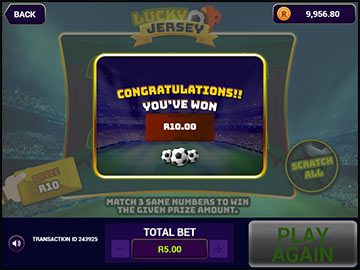 BACK
LUCKY
JERSEY
R
9,956.80
CONGRATULATIONS!!
YOU'VE WON
R10.00
PRIZE
R10
SCRATCH
ALL
MATCH 3 SAME NUMBERS TO WIN
THE GIVEN PRIZE AMOUNT.
TRANSACTION ID 243925
TOTAL BET
- R5.00 +
PLAY
AGAIN